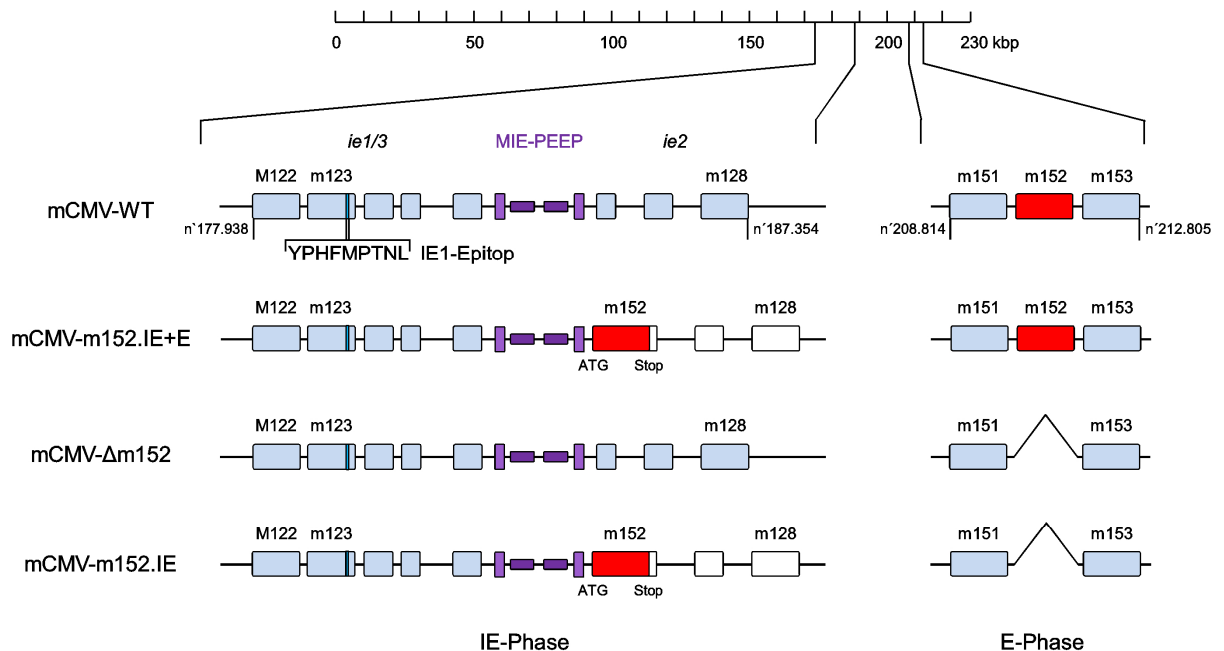 0 50 100 150 200 230 kbp
ie1/3 MIE-PEEP ie2
M122 m123 m128 m151 m152 m153
mCMV-WT
n`177.938 n´187.354 n´208.814 n´212.805
YPHFMPTNL IE1-Epitop
M122 m123 m152 m128 m151 m152 m153
mCMV-m152.IE+E
ATG Stop
M122 m123 m128 m151 m153
mCMV-Δm152
M122 m123 m152 m128 m151 m153
mCMV-m152.IE
ATG Stop
IE-Phase E-Phase